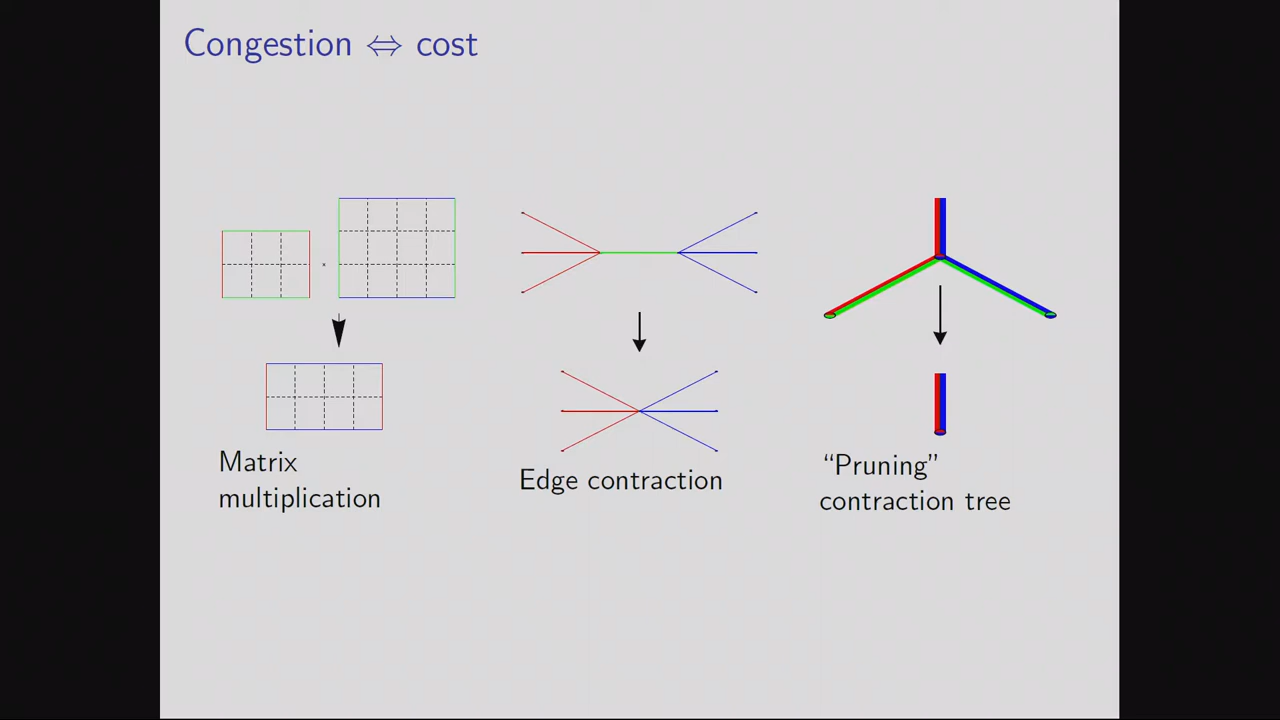 Congestion ⇔ cost
Matrix
multiplication
Edge contraction
“Pruning”
contraction tree